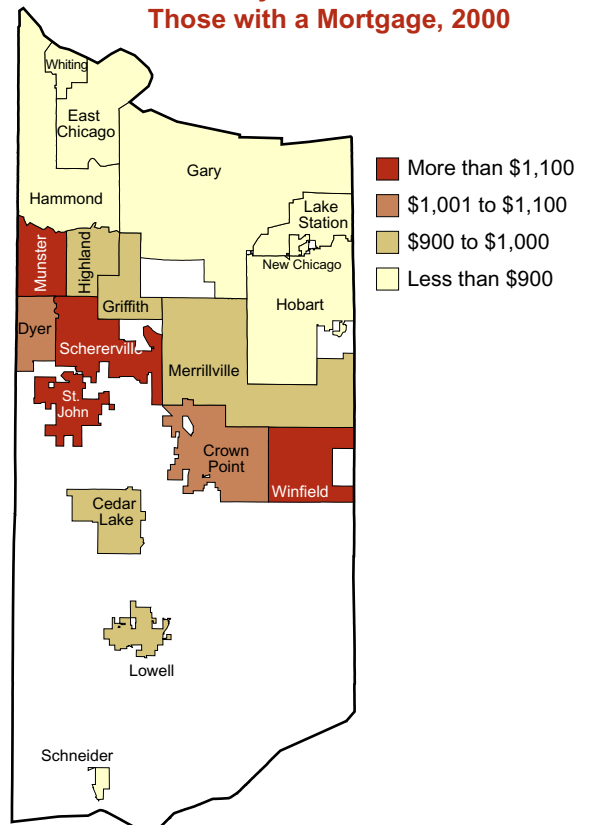 Those with a Mortgage, 2000
Whiting
East
Chicago
Gary
Hammond
Lake
Station
New Chicago
Hobart
Munster
Highland
Griffith
Dyer
Schererville
Merrillville
St.
John
Crown
Point
Winfield
Cedar
Lake
Lowell
Schneider
More than $1,100
$1,001 to $1,100
$900 to $1,000
Less than $900